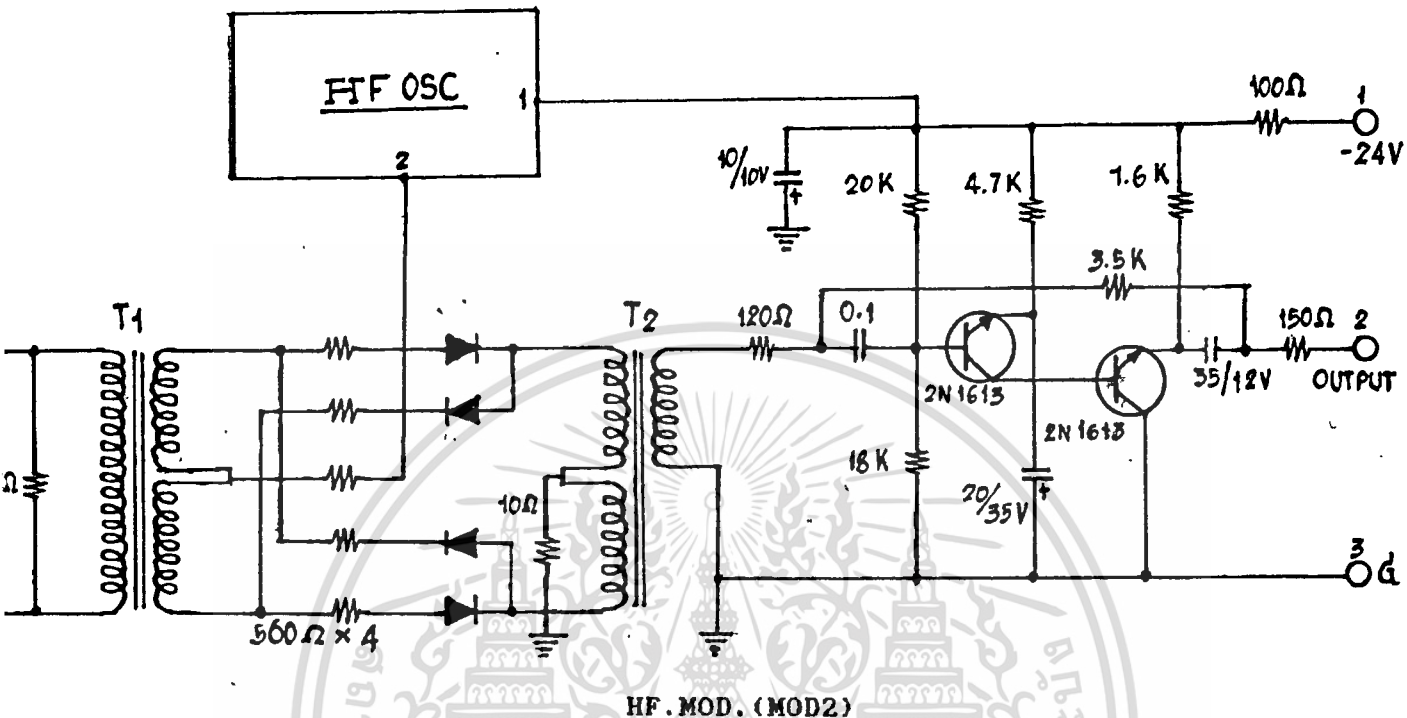 HF OSC
1
2
100Ω
1
-24V
10/10V
20K
4.7K
1.6K
3.5K
T1
T2
120Ω
0.1
150Ω
2
OUTPUT
2N1613
35/12V
2N1613
Ω
18K
20/35V
10Ω
560Ω × 4
3
G
HF.MOD.(MOD2)